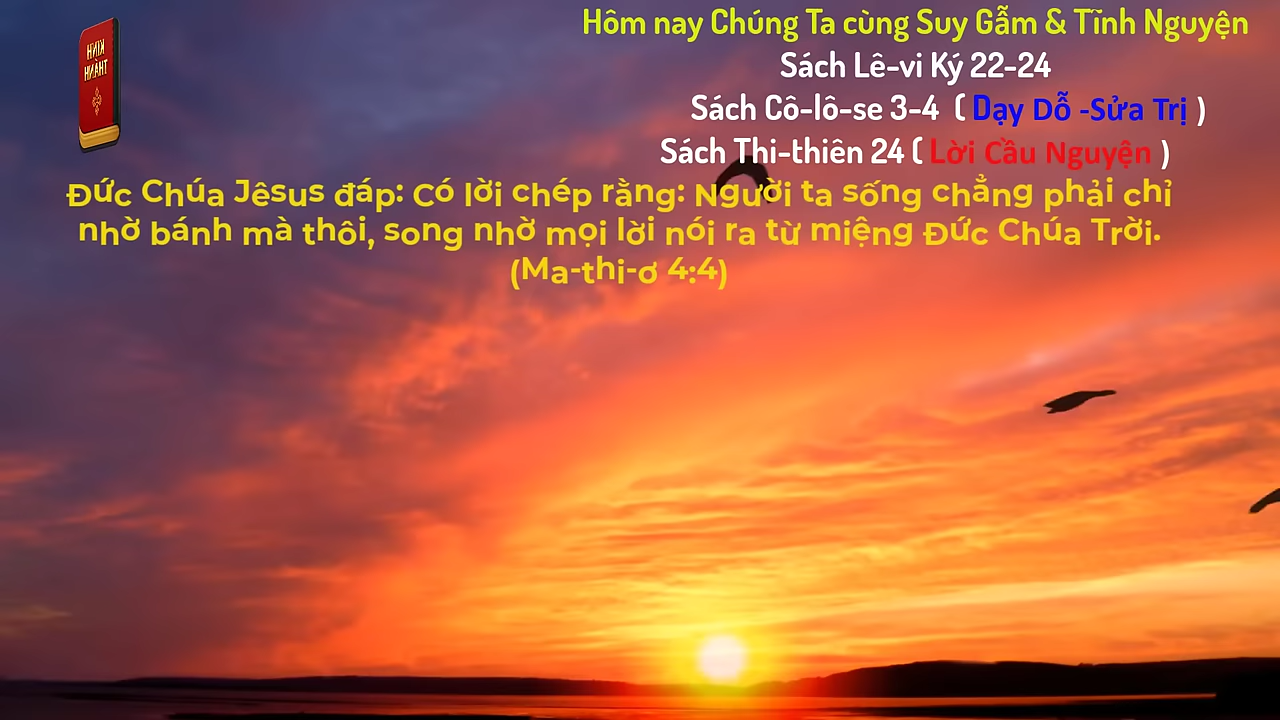 KINH
THÁNH
Hôm nay Chúng Ta cùng Suy Gẫm & Tĩnh Nguyện
Sách Lê-vi Ký 22-24
Sách Cô-lô-se 3-4 ( Dạy Dỗ -Sửa Trị )
Sách Thi-thiên 24 ( Lời Cầu Nguyện )
Đức Chúa Jêsus đáp: Có lời chép rằng: Người ta sống chẳng phải chỉ
nhờ bánh mà thôi, song nhờ mọi lời nói ra từ miệng Đức Chúa Trời.
(Ma-thi-ơ 4:4)